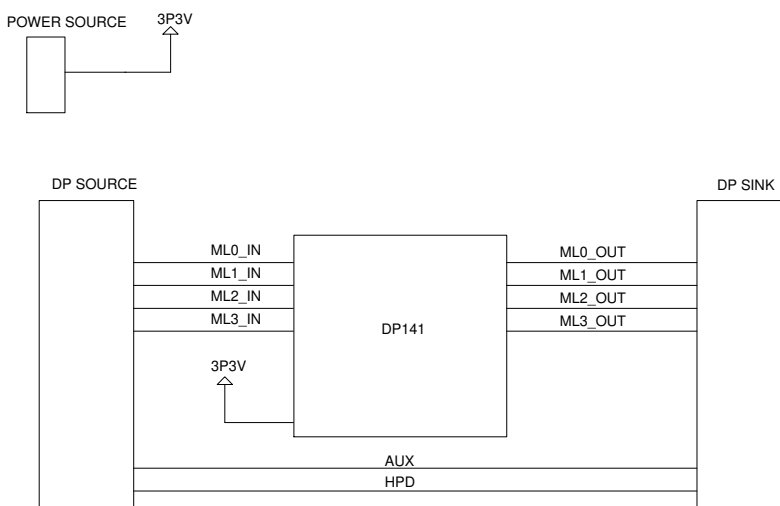 POWER SOURCE
3P3V
DP SOURCE
DP SINK
ML0_IN
ML0_OUT
ML1_IN
ML1_OUT
ML2_IN
ML2_OUT
ML3_IN
ML3_OUT
DP141
3P3V
AUX
HPD